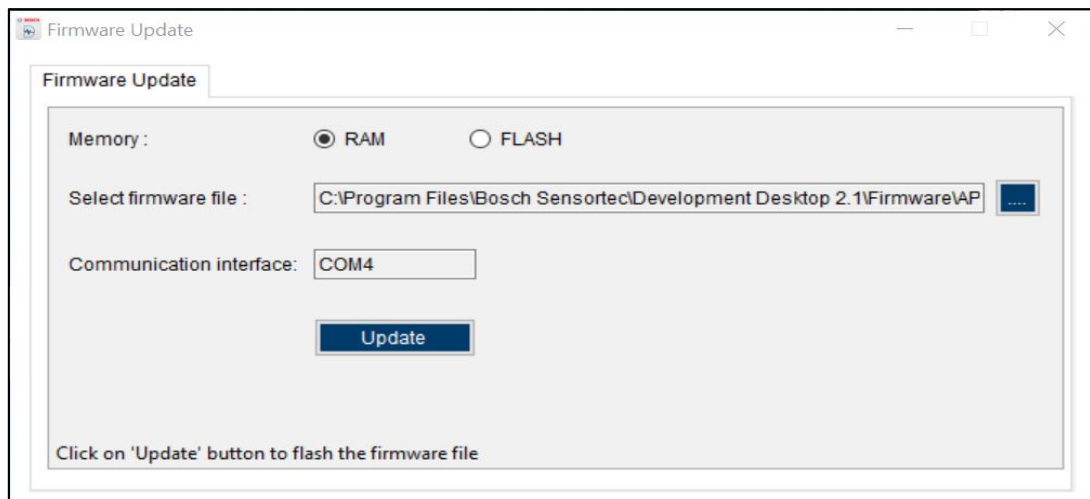 Firmware Update
Firmware Update
Memory : RAM FLASH
Select firmware file : C:\Program Files\Bosch Sensortec\Development Desktop 2.1\Firmware\AP ....
Communication interface: COM4
Update
Click on 'Update' button to flash the firmware file